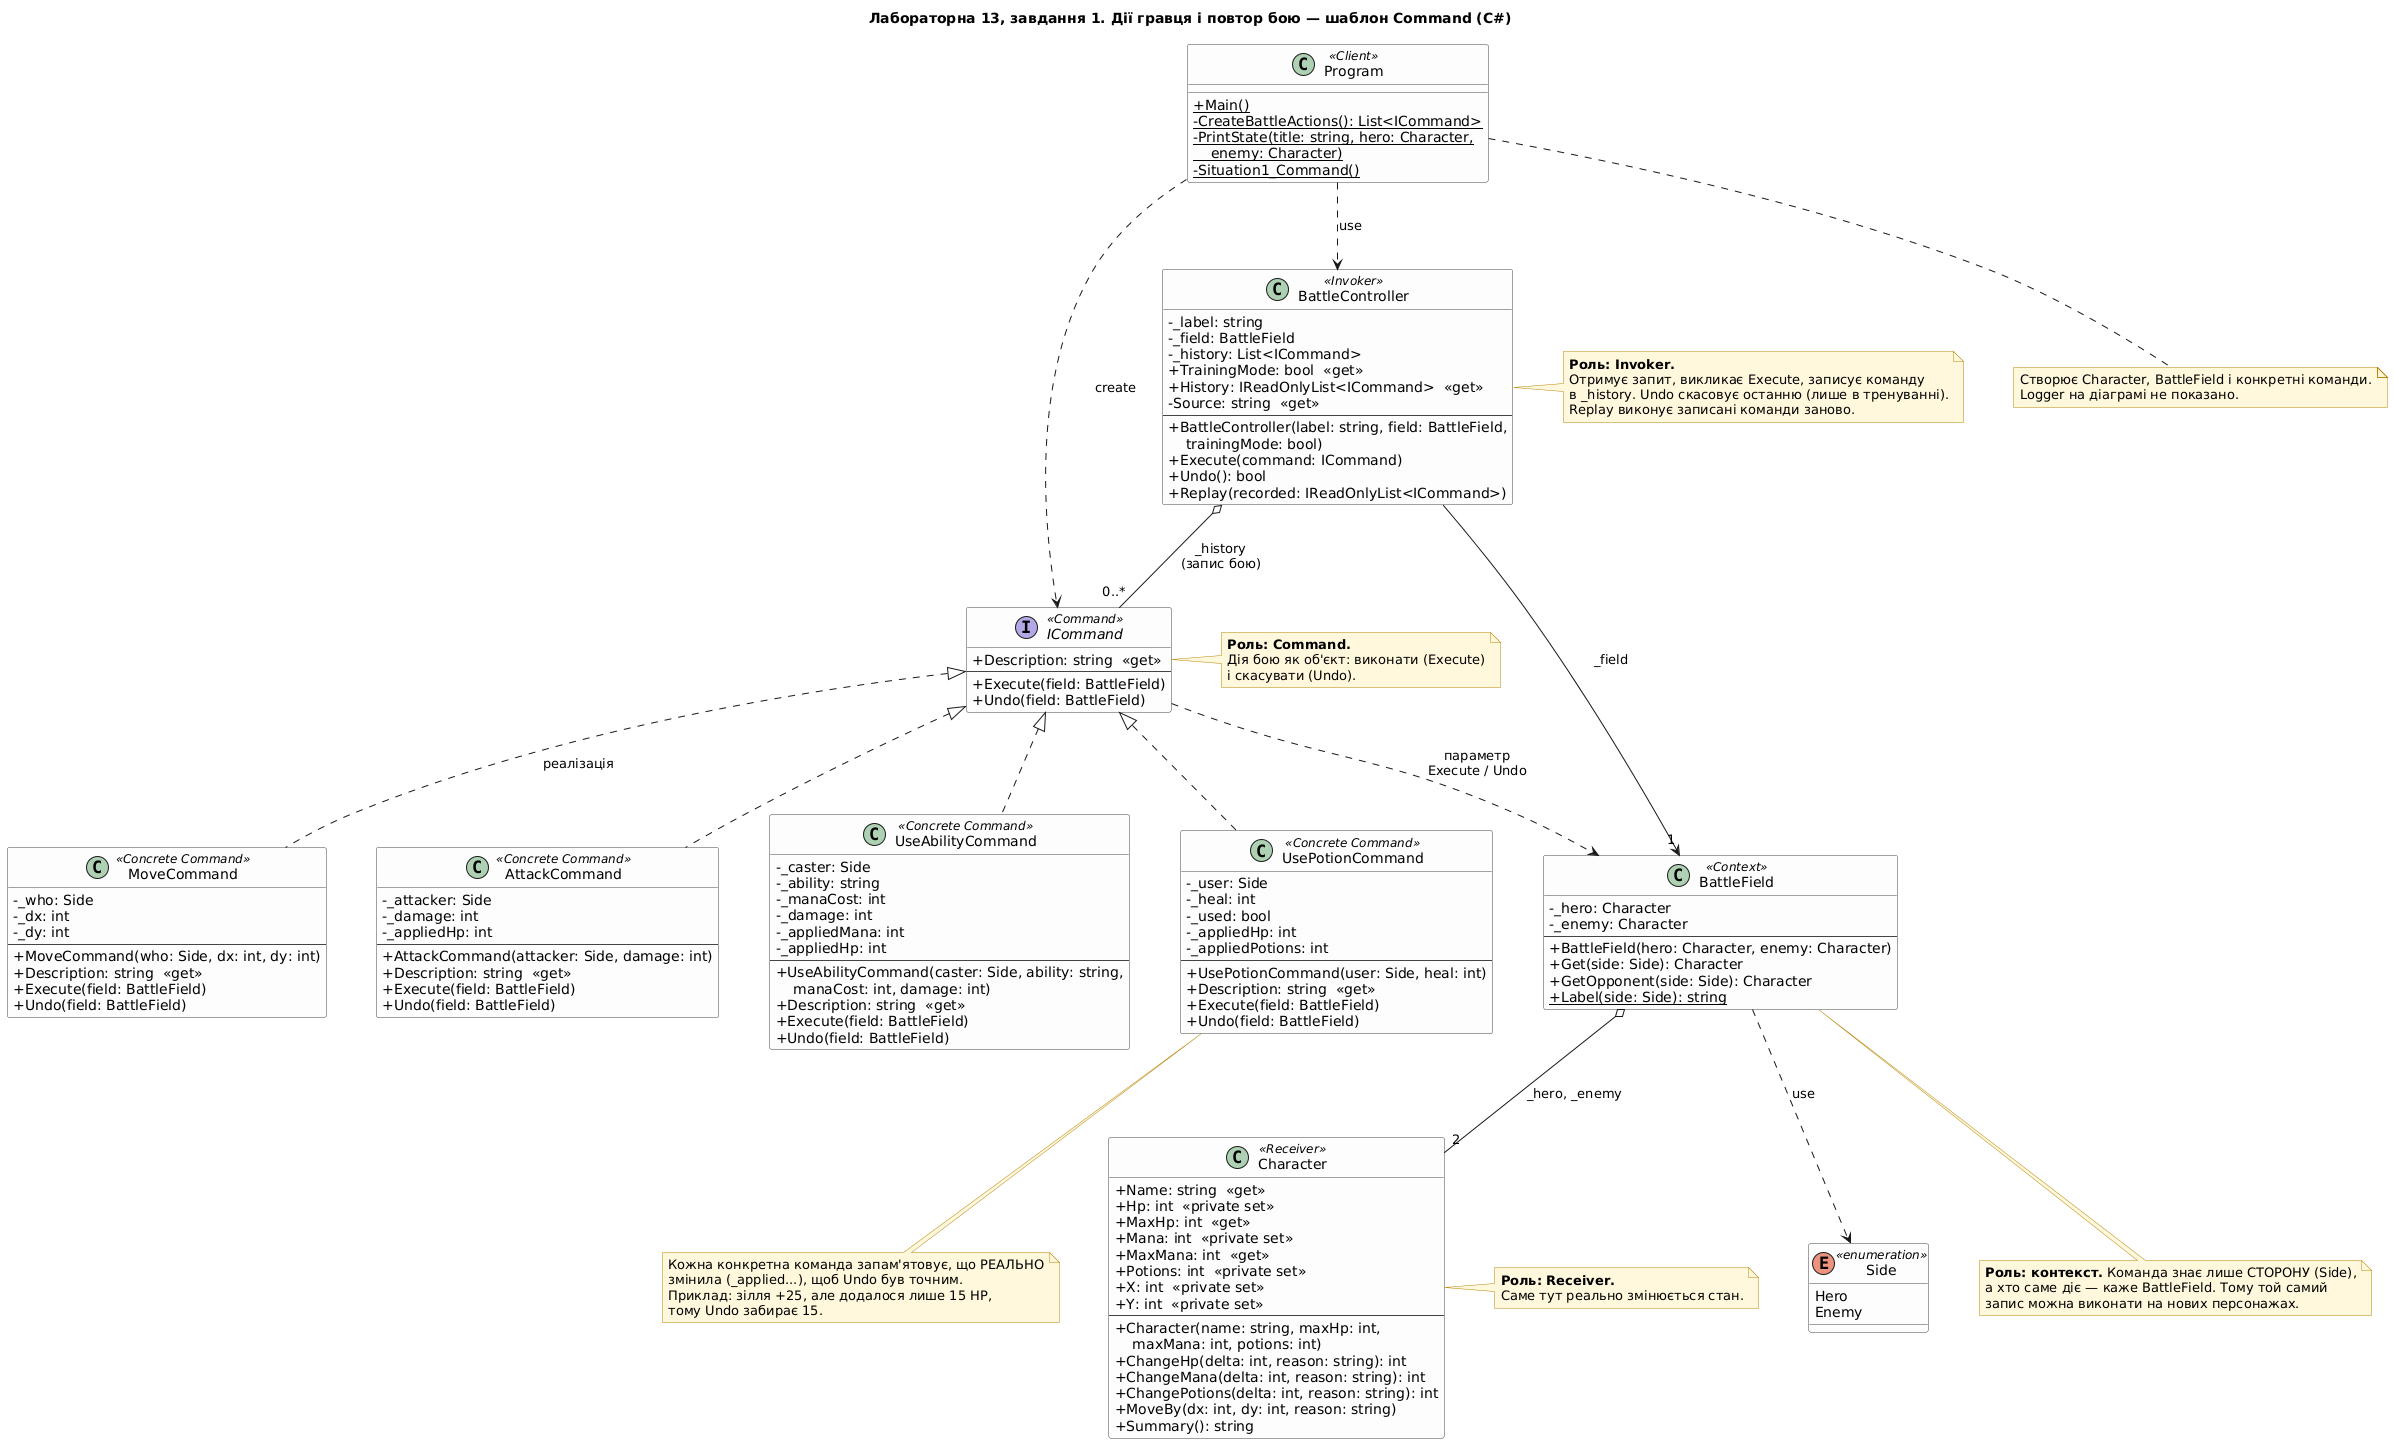 Лабораторна 13, завдання 1. Дії гравця і повтор бою — шаблон Command (C#)
C
«Client»
Program
+Main()
-CreateBattleActions(): List<ICommand>
-PrintState(title: string, hero: Character,
enemy: Character)
-Situation1_Command()
use
create
C
«Invoker»
BattleController
-_label: string
-_field: BattleField
-_history: List<ICommand>
+TrainingMode: bool «get»
+History: IReadOnlyList<ICommand> «get»
-Source: string «get»
+BattleController(label: string, field: BattleField,
trainingMode: bool)
+Execute(command: ICommand)
+Undo(): bool
+Replay(recorded: IReadOnlyList<ICommand>)
Роль: Invoker.
Отримує запит, викликає Execute, записує команду
в _history. Undo скасовує останню (лише в тренуванні).
Replay виконує записані команди заново.
Створює Character, BattleField і конкретні команди.
Logger на діаграмі не показано.
_history
(запис бою)
0..*
_field
1
I
«Command»
ICommand
+Description: string «get»
+Execute(field: BattleField)
+Undo(field: BattleField)
Роль: Command.
Дія бою як об'єкт: виконати (Execute)
і скасувати (Undo).
реалізація
параметр
Execute / Undo
C
«Concrete Command»
MoveCommand
-_who: Side
-_dx: int
-_dy: int
+MoveCommand(who: Side, dx: int, dy: int)
+Description: string «get»
+Execute(field: BattleField)
+Undo(field: BattleField)
C
«Concrete Command»
AttackCommand
-_attacker: Side
-_damage: int
-_appliedHp: int
+AttackCommand(attacker: Side, damage: int)
+Description: string «get»
+Execute(field: BattleField)
+Undo(field: BattleField)
C
«Concrete Command»
UseAbilityCommand
-_caster: Side
-_ability: string
-_manaCost: int
-_damage: int
-_appliedMana: int
-_appliedHp: int
+UseAbilityCommand(caster: Side, ability: string,
manaCost: int, damage: int)
+Description: string «get»
+Execute(field: BattleField)
+Undo(field: BattleField)
C
«Concrete Command»
UsePotionCommand
-_user: Side
-_heal: int
-_used: bool
-_appliedHp: int
-_appliedPotions: int
+UsePotionCommand(user: Side, heal: int)
+Description: string «get»
+Execute(field: BattleField)
+Undo(field: BattleField)
C
«Context»
BattleField
-_hero: Character
-_enemy: Character
+BattleField(hero: Character, enemy: Character)
+Get(side: Side): Character
+GetOpponent(side: Side): Character
+Label(side: Side): string
_hero, _enemy
2
use
Кожна конкретна команда запам'ятовує, що РЕАЛЬНО
змінила (_applied...), щоб Undo був точним.
Приклад: зілля +25, але додалося лише 15 HP,
тому Undo забирає 15.
C
«Receiver»
Character
+Name: string «get»
+Hp: int «private set»
+MaxHp: int «get»
+Mana: int «private set»
+MaxMana: int «get»
+Potions: int «private set»
+X: int «private set»
+Y: int «private set»
+Character(name: string, maxHp: int,
maxMana: int, potions: int)
+ChangeHp(delta: int, reason: string): int
+ChangeMana(delta: int, reason: string): int
+ChangePotions(delta: int, reason: string): int
+MoveBy(dx: int, dy: int, reason: string)
+Summary(): string
Роль: Receiver.
Саме тут реально змінюється стан.
E
«enumeration»
Side
Hero
Enemy
Роль: контекст. Команда знає лише СТОРОНУ (Side),
а хто саме діє — каже BattleField. Тому той самий
запис можна виконати на нових персонажах.